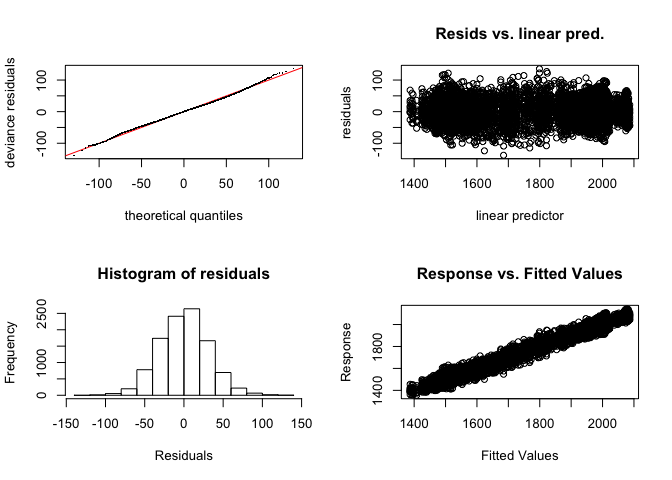 deviance residuals
-100 0 100
-100 -50 0 50 100
theoretical quantiles
Resids vs. linear pred.
residuals
-100 0 100
1400 1600 1800 2000
linear predictor
Histogram of residuals
Frequency
0 1000 2500
-150 -100 -50 0 50 100 150
Residuals
Response vs. Fitted Values
Response
1400 1800
1400 1600 1800 2000
Fitted Values